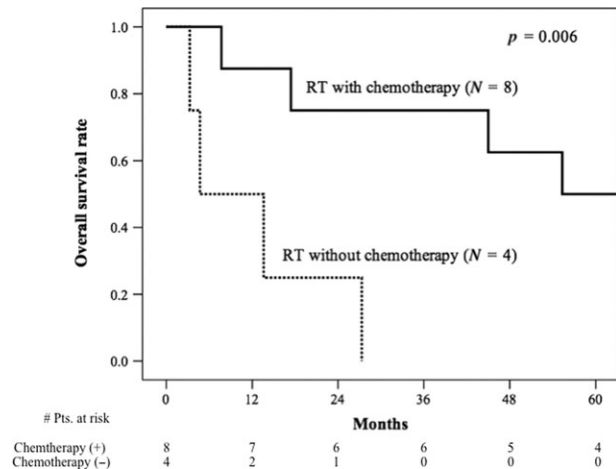 1.0
0.8
0.6
0.4
0.2
0.0
Overall survival rate
p = 0.006
RT with chemotherapy (N = 8)
RT without chemotherapy (N = 4)
0 12 24 36 48 60
Months
# Pts. at risk
Chemtherapy (+) 8 7 6 6 5 4
Chemotherapy (−) 4 2 1 0 0 0